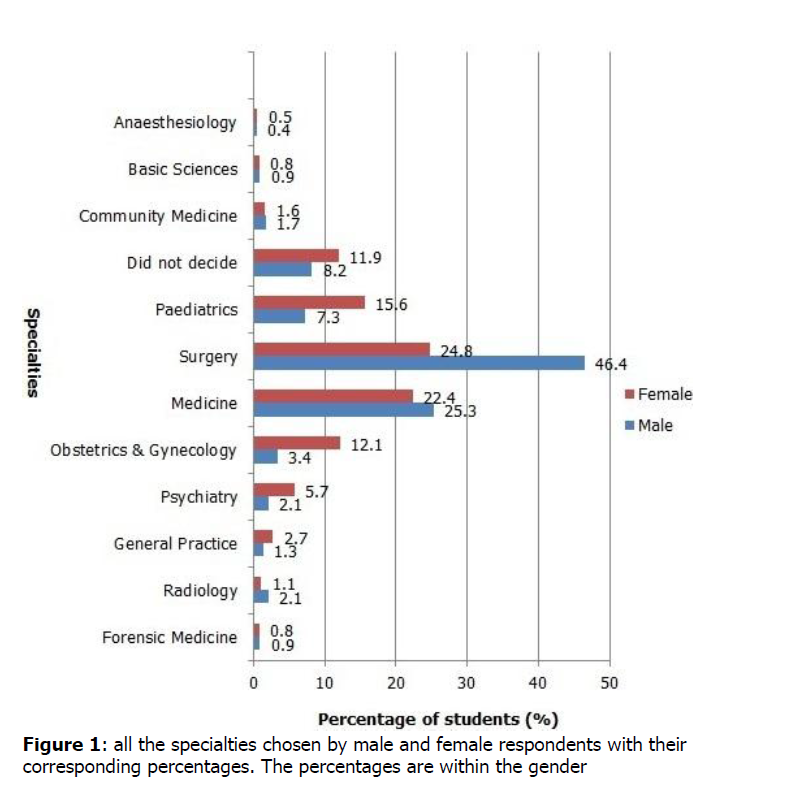 Anaesthesiology
0.5
0.4
Basic Sciences
0.8
0.9
Community Medicine
1.6
1.7
Did not decide
11.9
8.2
Paediatrics
15.6
7.3
Surgery
24.8
46.4
Medicine
22.4
25.3
Obstetrics & Gynecology
12.1
3.4
Psychiatry
5.7
2.1
General Practice
2.7
1.3
Radiology
1.1
2.1
Forensic Medicine
0.8
0.9
Specialties
Female
Male
0 10 20 30 40 50
Percentage of students (%)
Figure 1: all the specialties chosen by male and female respondents with their
corresponding percentages. The percentages are within the gender